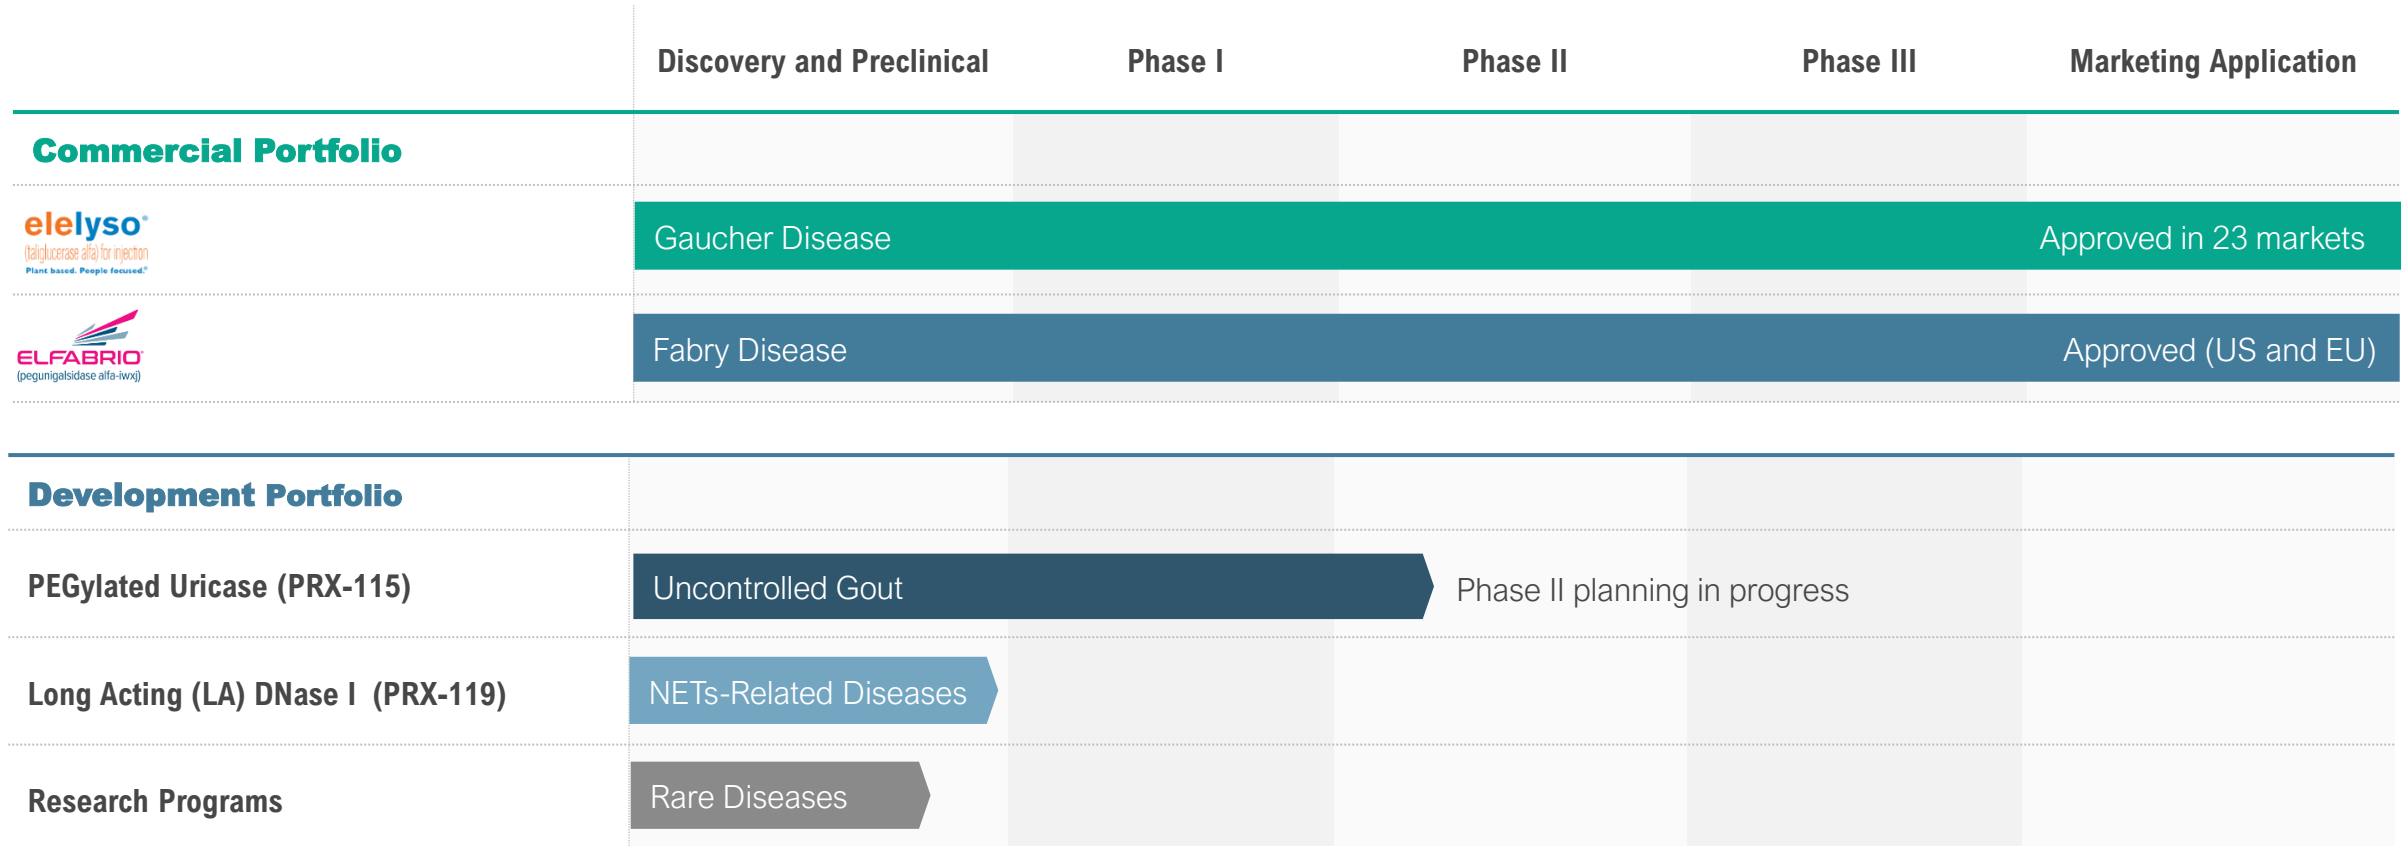 Discovery and Preclinical Phase I Phase II Phase III Marketing Application
Commercial Portfolio
elelyso®
(taliglucerase alfa) for injection
Plant based. People focused.®
Gaucher Disease Approved in 23 markets
ELFABRIO®
(pegunigalsidase alfa-iwxj)
Fabry Disease Approved (US and EU)
Development Portfolio
PEGylated Uricase (PRX-115) Uncontrolled Gout Phase II planning in progress
Long Acting (LA) DNase I (PRX-119) NETs-Related Diseases
Research Programs Rare Diseases